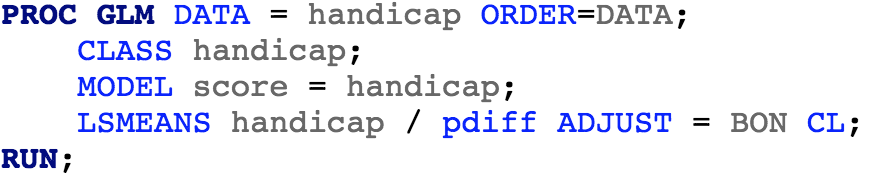 PROC GLM DATA = handicap ORDER=DATA;
CLASS handicap;
MODEL score = handicap;
LSMEANS handicap / pdiff ADJUST = BON CL;
RUN;